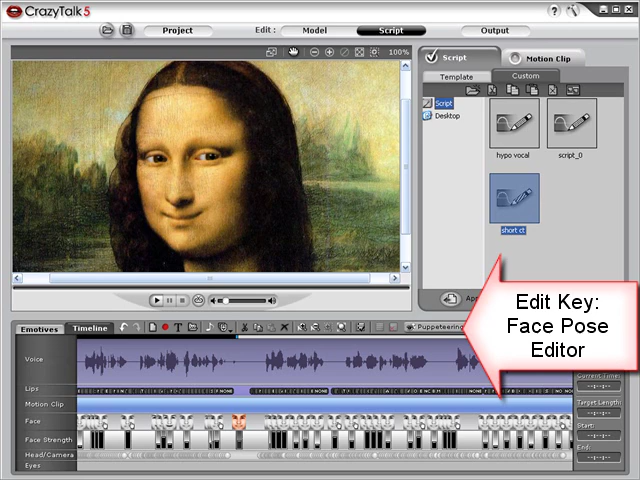 CrazyTalk 5
?
Project
Edit :
Model
Script
Output
100%
Script
Motion Clip
Template
Custom
Script
Desktop
hypo vocal
script_0
short ct
Edit Key:
Face Pose
Editor
Emotives
Timeline
Puppeteering
Voice
Lips
Motion Clip
Face
Face Strength
Head/Camera
Eyes
Current Time:
--:--:--
Target Length:
--:--:--
Start:
--:--:--
End:
--:--:--